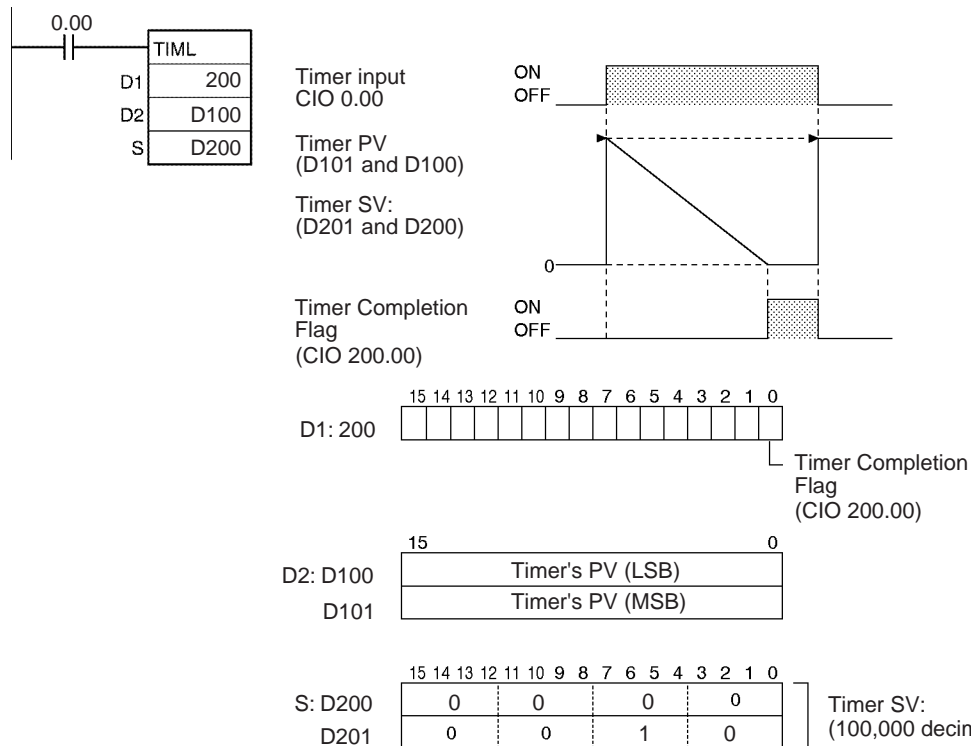 0.00
TIML
D1 200
D2 D100
S D200
Timer input
CIO 0.00
ON
OFF
Timer PV
(D101 and D100)
Timer SV:
(D201 and D200)
0
Timer Completion
Flag
(CIO 200.00)
ON
OFF
15 14 13 12 11 10 9 8 7 6 5 4 3 2 1 0
D1: 200
Timer Completion
Flag
(CIO 200.00)
15 0
D2: D100 Timer's PV (LSB)
D101 Timer's PV (MSB)
15 14 13 12 11 10 9 8 7 6 5 4 3 2 1 0
S: D200 0 0 0 0
D201 0 0 1 0
Timer SV:
(100,000 decim